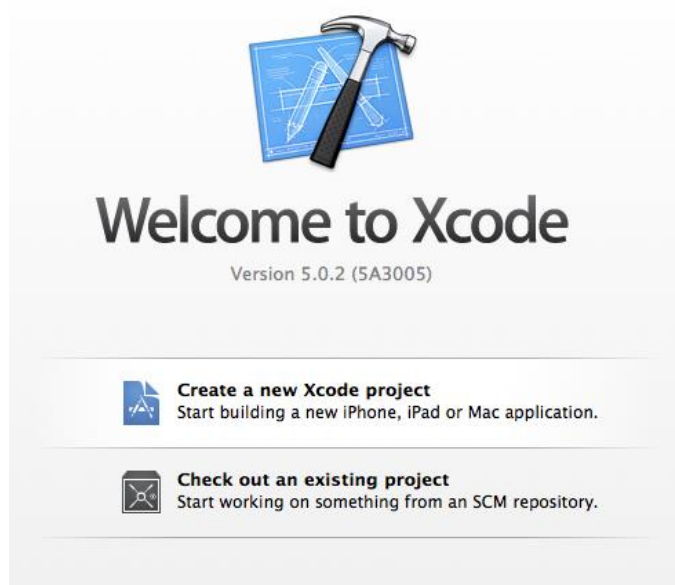 Welcome to Xcode
Version 5.0.2 (5A3005)
Create a new Xcode project
Start building a new iPhone, iPad or Mac application.
Check out an existing project
Start working on something from an SCM repository.